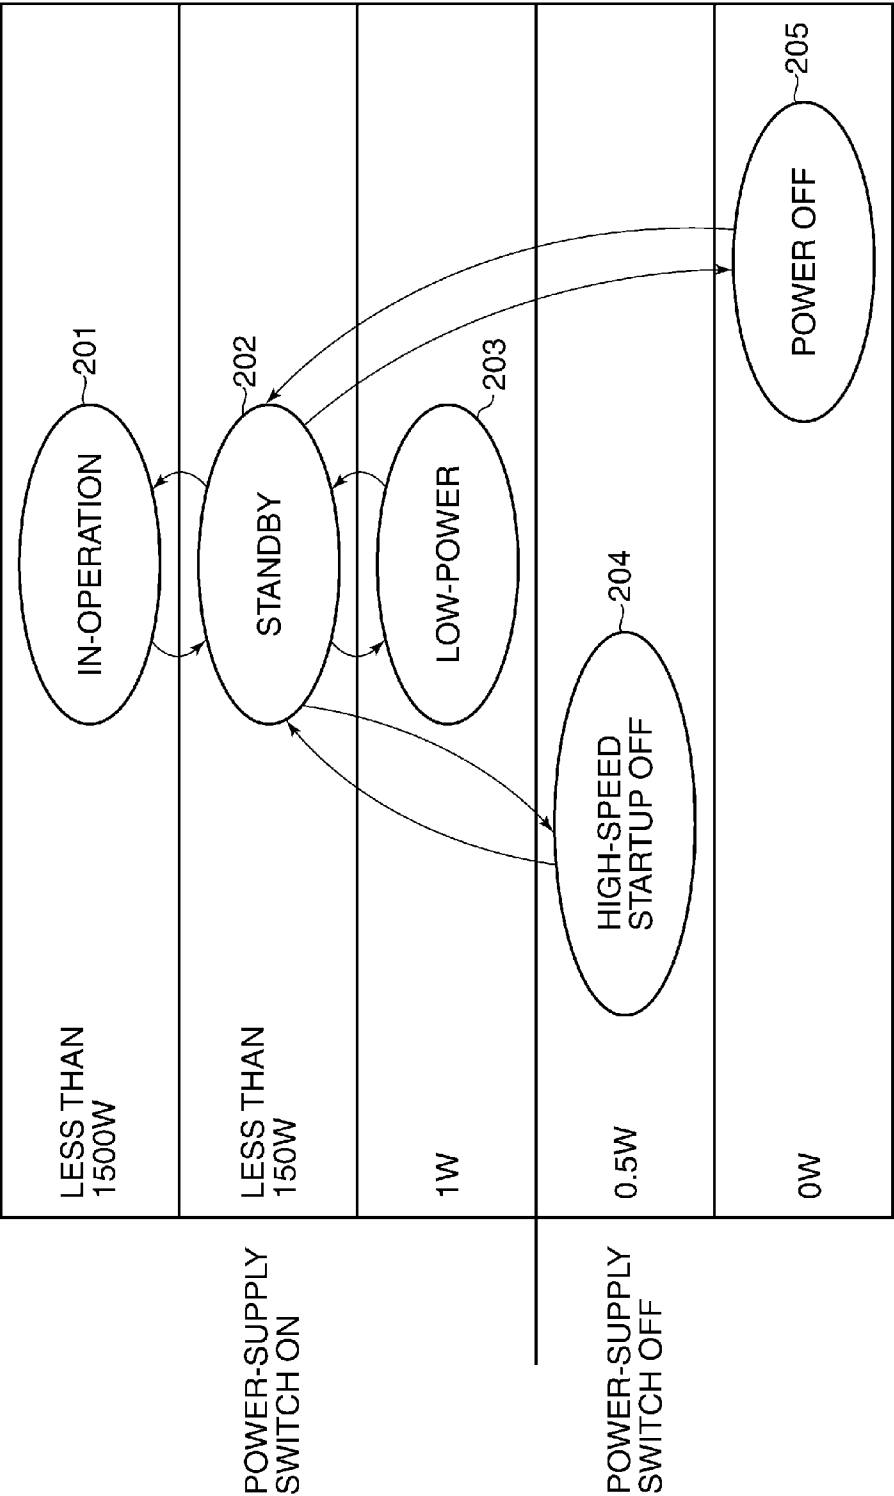 POWER-SUPPLY
SWITCH ON
LESS THAN
1500W
IN-OPERATION
201
LESS THAN
150W
STANDBY
202
1W
LOW-POWER
203
POWER-SUPPLY
SWITCH OFF
0.5W
HIGH-SPEED
STARTUP OFF
204
0W
POWER OFF
205